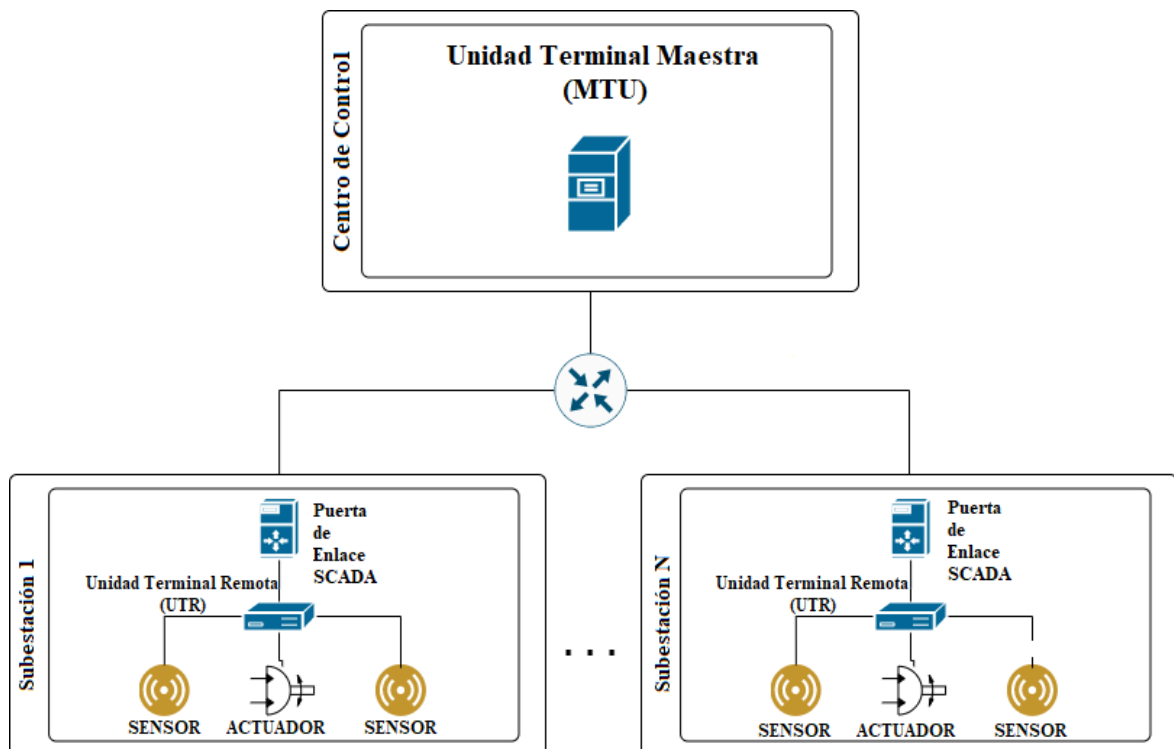 Centro de Control
Unidad Terminal Maestra
(MTU)
Subestación 1
Puerta
de
Enlace
SCADA
Unidad Terminal Remota
(UTR)
SENSOR
ACTUADOR
SENSOR
...
Subestación N
Puerta
de
Enlace
SCADA
Unidad Terminal Remota
(UTR)
SENSOR
ACTUADOR
SENSOR